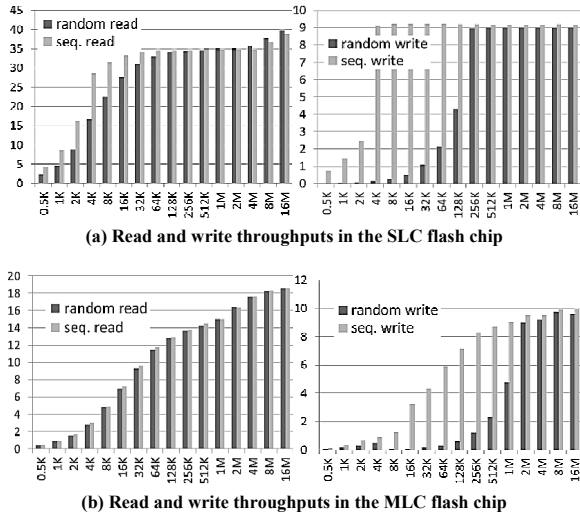 45
40
35
30
25
20
15
10
5
0
random read
seq. read
0.5K 1K 2K 4K 8K 16K 32K 64K 128K 256K 512K 1M 2M 4M 8M 16M
10
9
8
7
6
5
4
3
2
1
0
random write
seq. write
0.5K 1K 2K 4K 8K 16K 32K 64K 128K 256K 512K 1M 2M 4M 8M 16M
(a) Read and write throughputs in the SLC flash chip
20
18
16
14
12
10
8
6
4
2
0
random read
seq. read
0.5K 1K 2K 4K 8K 16K 32K 64K 128K 256K 512K 1M 2M 4M 8M 16M
12
10
8
6
4
2
0
random write
seq. write
0.5K 1K 2K 4K 8K 16K 32K 64K 128K 256K 512K 1M 2M 4M 8M 16M
(b) Read and write throughputs in the MLC flash chip